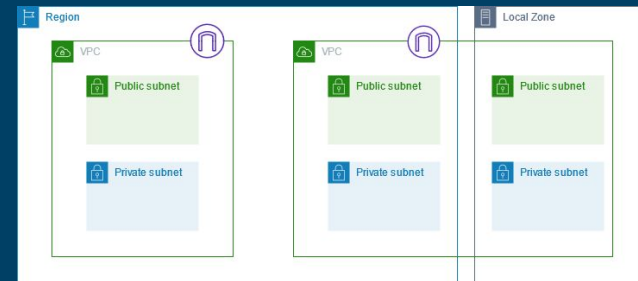 Region
Local Zone
VPC
VPC
Public subnet
Public subnet
Public subnet
Private subnet
Private subnet
Private subnet